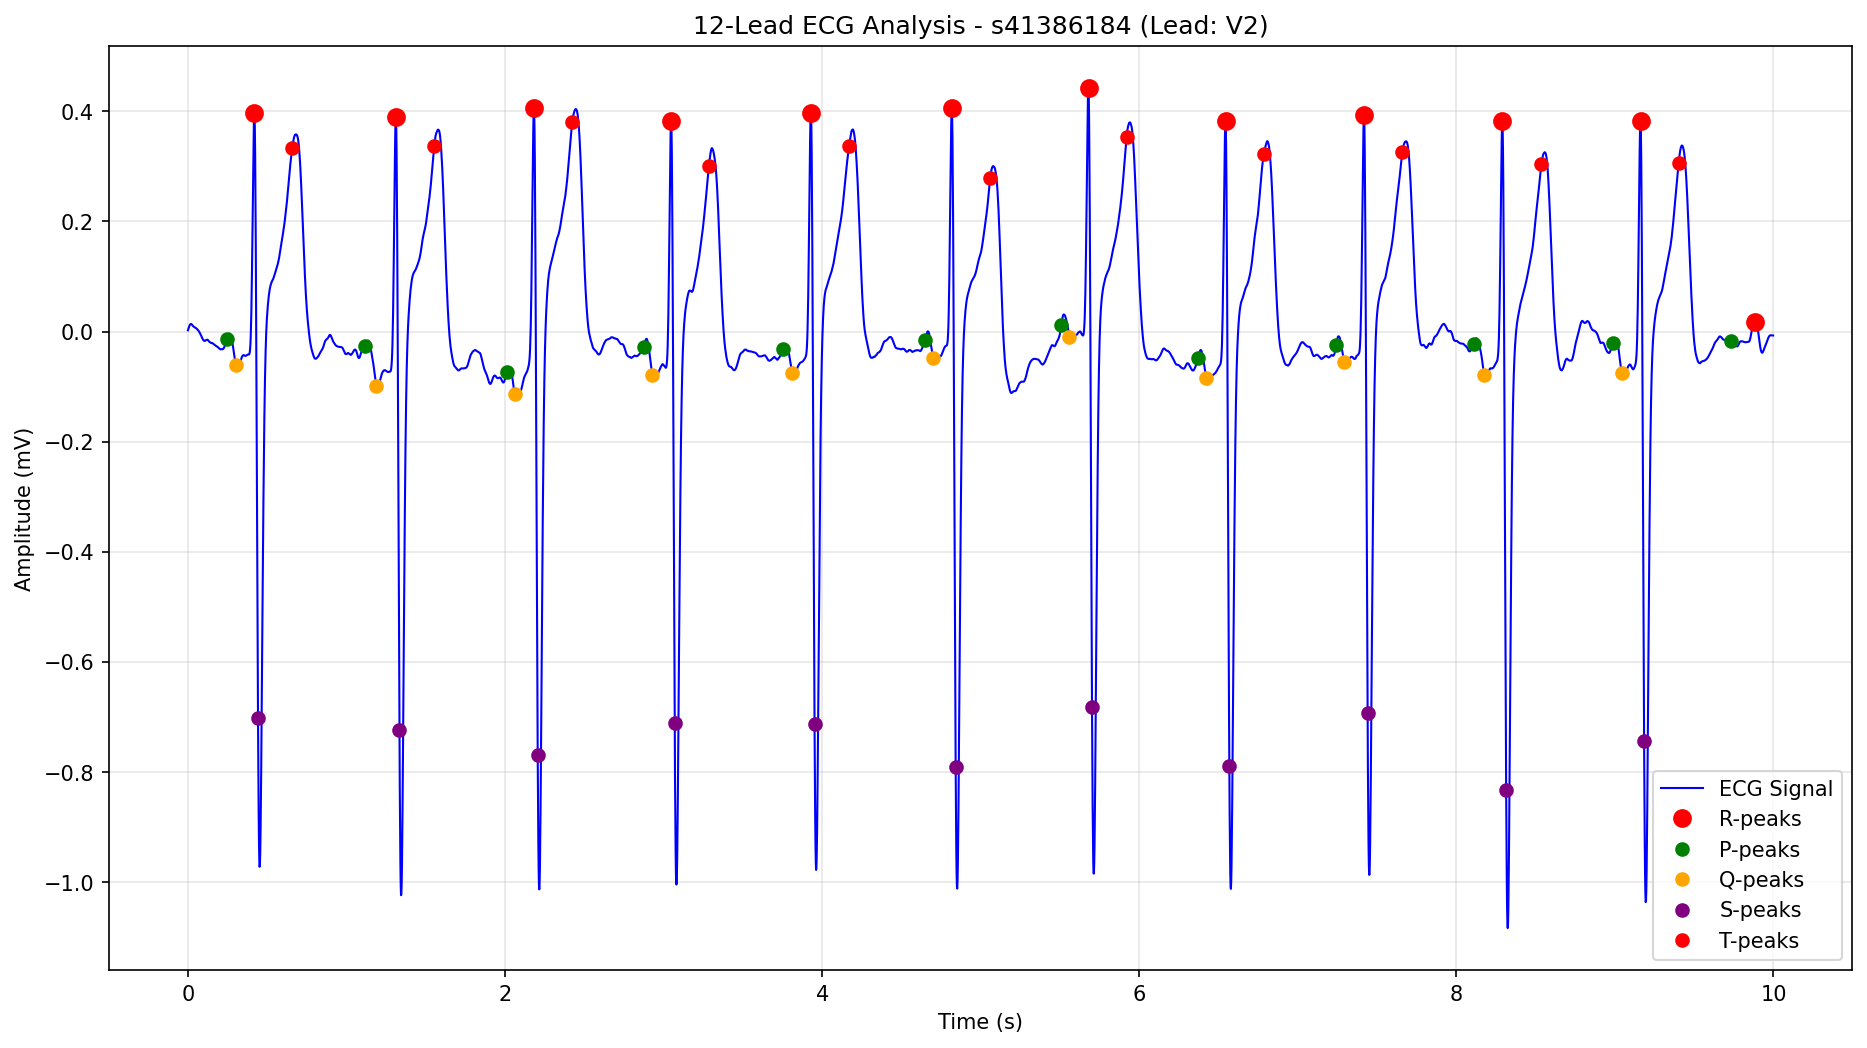 12-Lead ECG Analysis - s41386184 (Lead: V2)
Amplitude (mV)
0.4
0.2
0.0
−0.2
−0.4
−0.6
−0.8
−1.0
ECG Signal
R-peaks
P-peaks
Q-peaks
S-peaks
T-peaks
0 2 4 6 8 10
Time (s)